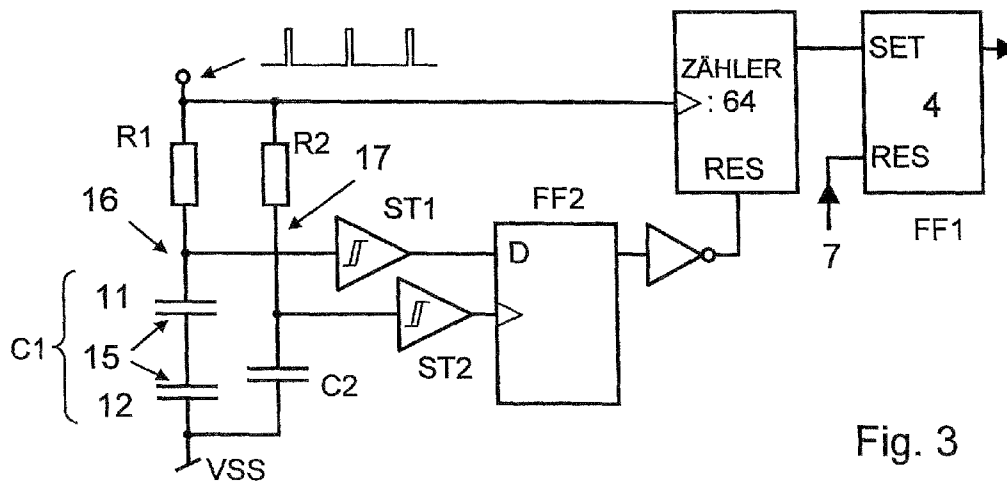 ZÄHLER
: 64
RES
SET
4
RES
FF1
7
R1
R2
17
16
ST1
FF2
D
ST2
C1
11
15
12
C2
VSS
Fig. 3